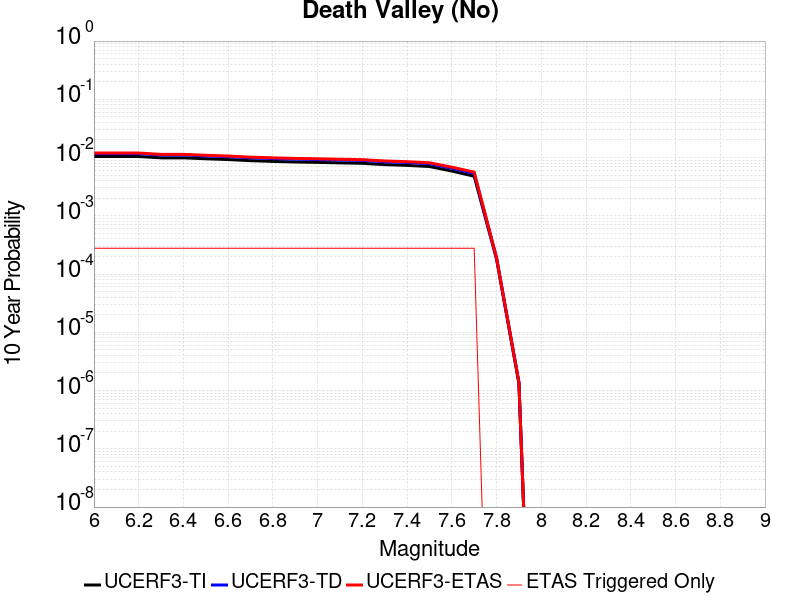 Death Valley (No)
10^0
10^-1
10^-2
10^-3
10^-4
10^-5
10^-6
10^-7
10^-8
10 Year Probability
6 6.2 6.4 6.6 6.8 7 7.2 7.4 7.6 7.8 8 8.2 8.4 8.6 8.8 9
Magnitude
UCERF3-TI UCERF3-TD UCERF3-ETAS ETAS Triggered Only